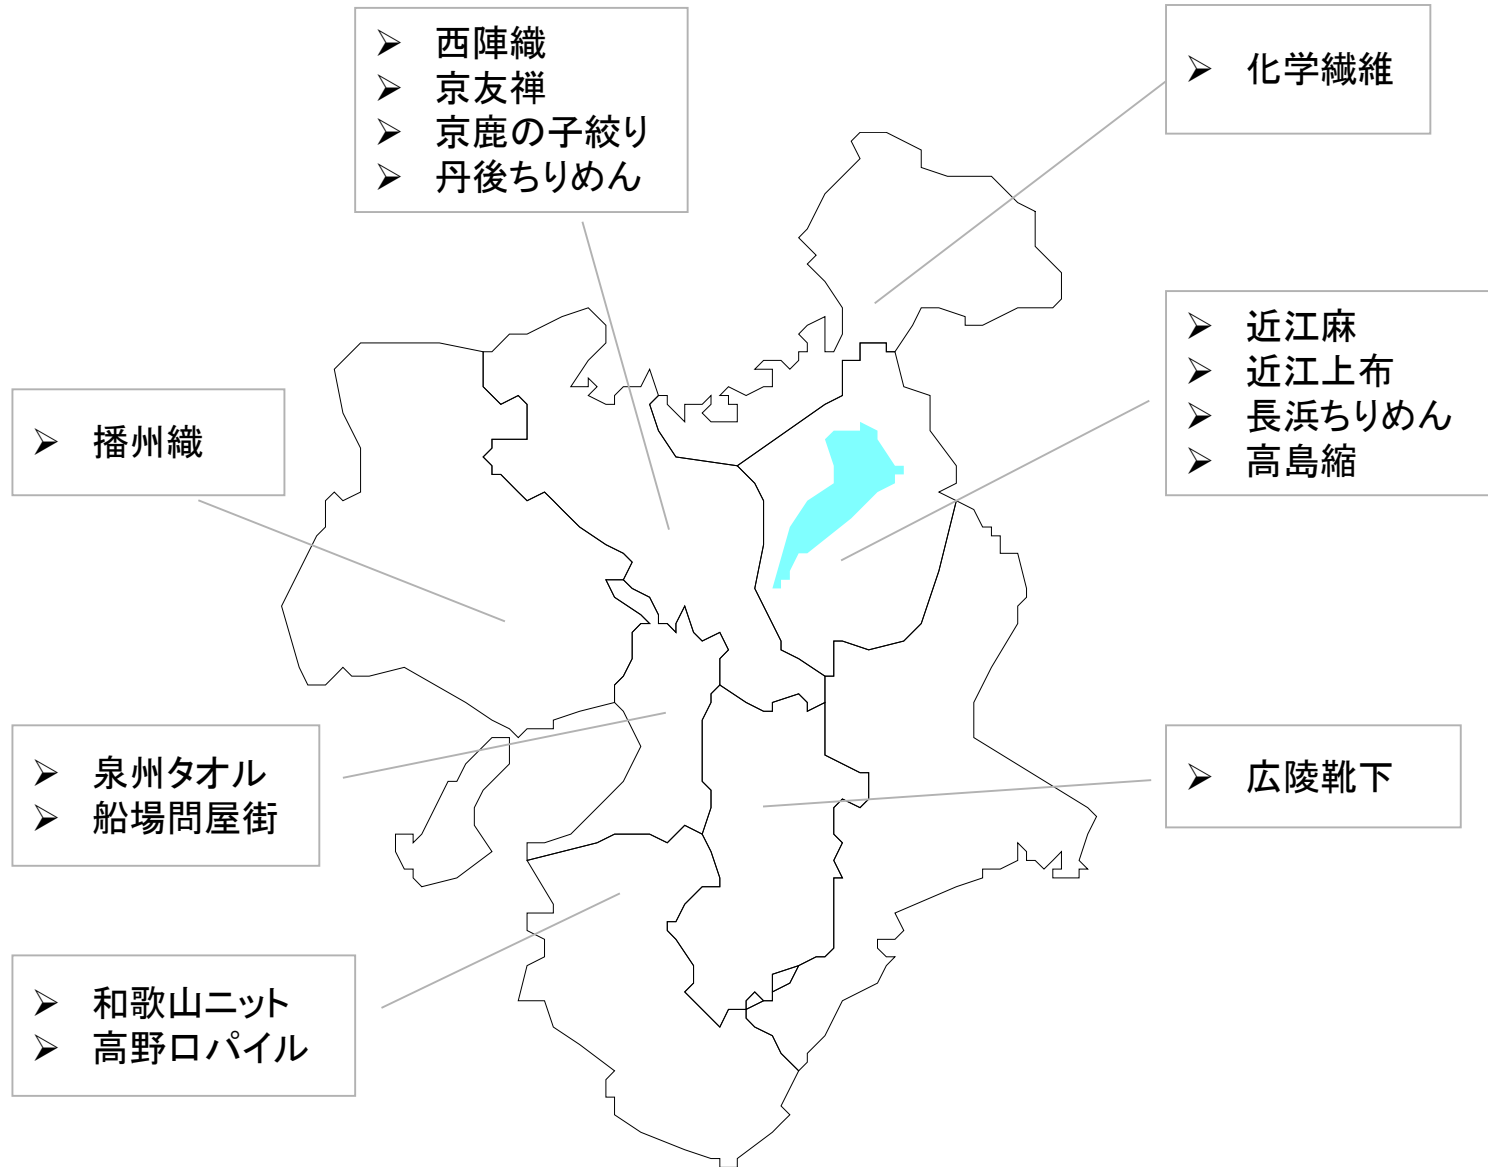 ➢ 西陣織
➢ 京友禅
➢ 京鹿の子絞り
➢ 丹後ちりめん
➢ 化学繊維
➢ 近江麻
➢ 近江上布
➢ 長浜ちりめん
➢ 高島縮
➢ 播州織
➢ 泉州タオル
➢ 船場問屋街
➢ 広陵靴下
➢ 和歌山ニット
➢ 高野口パイル